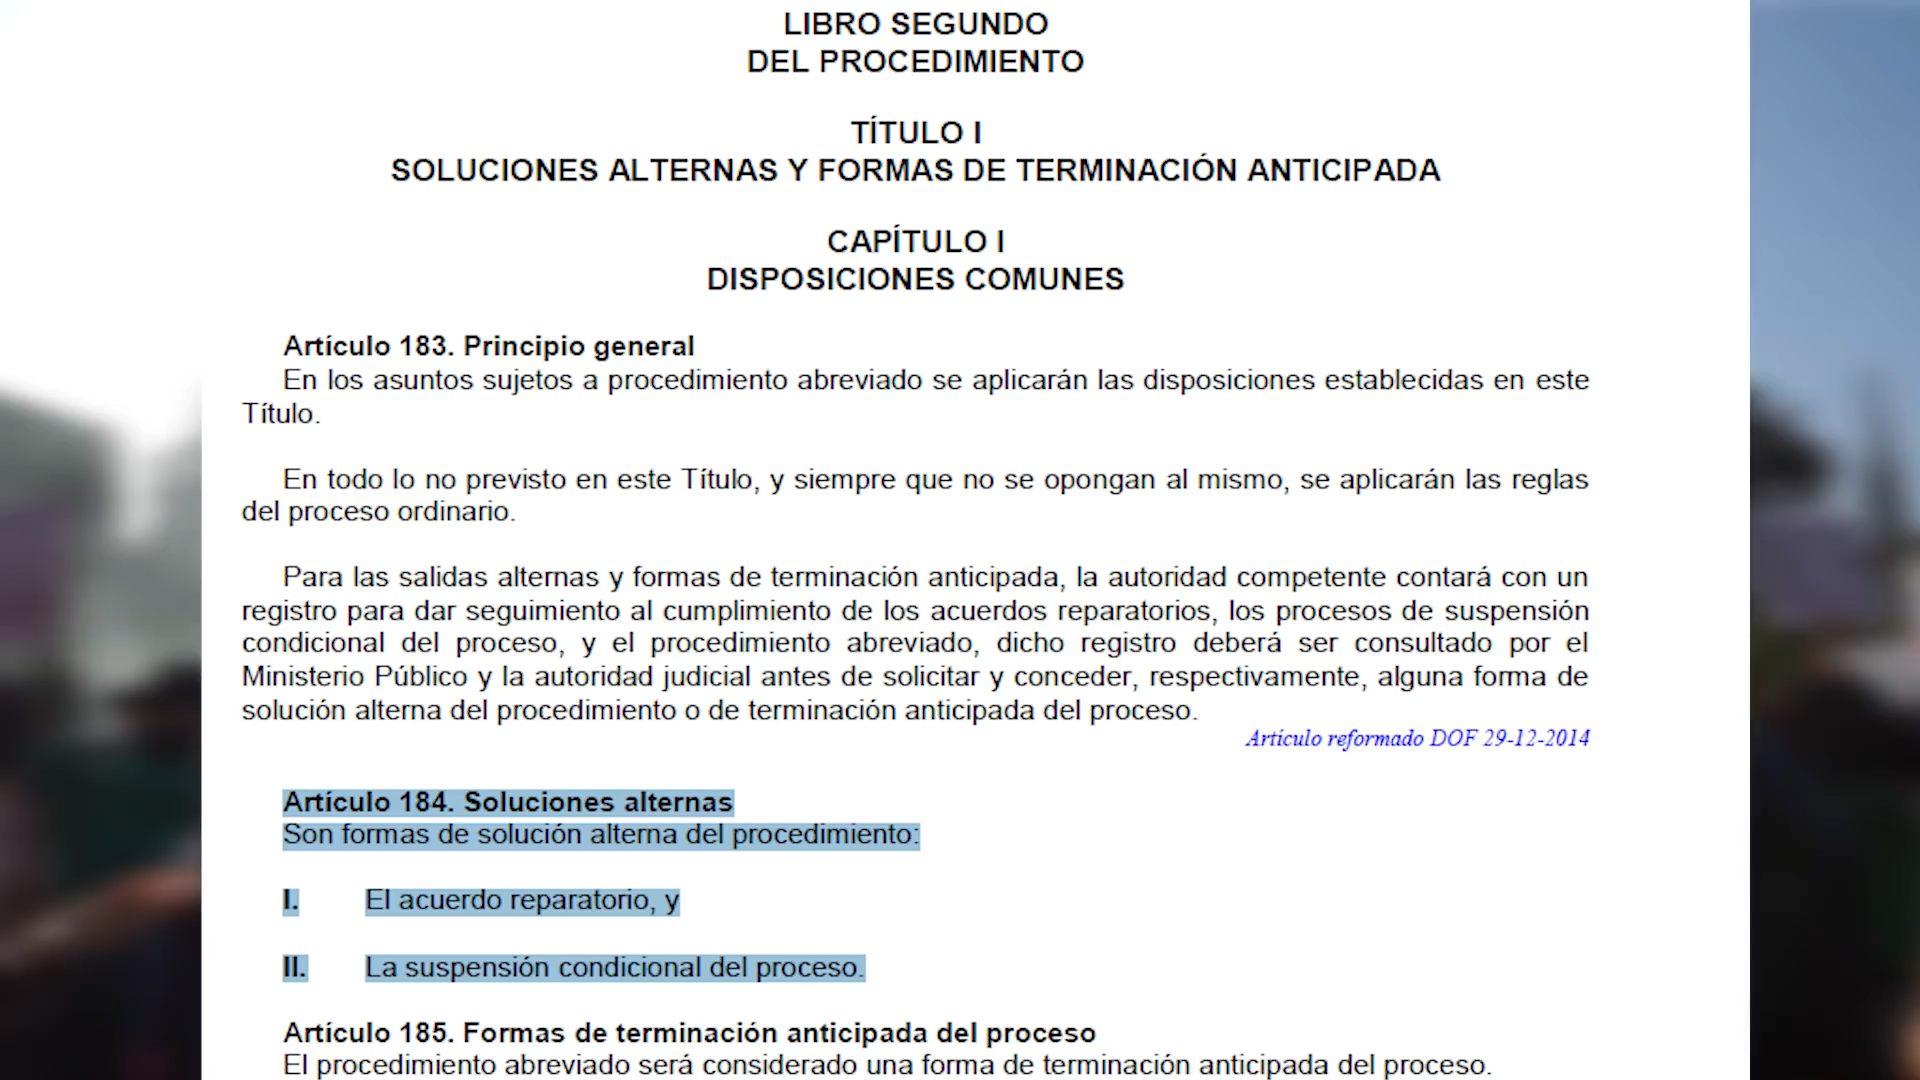 LIBRO SEGUNDO
DEL PROCEDIMIENTO
TÍTULO I
SOLUCIONES ALTERNAS Y FORMAS DE TERMINACIÓN ANTICIPADA
CAPÍTULO I
DISPOSICIONES COMUNES
Artículo 183. Principio general
En los asuntos sujetos a procedimiento abreviado se aplicarán las disposiciones establecidas en este
Título.
En todo lo no previsto en este Título, y siempre que no se opongan al mismo, se aplicarán las reglas
del proceso ordinario.
Para las salidas alternas y formas de terminación anticipada, la autoridad competente contará con un
registro para dar seguimiento al cumplimiento de los acuerdos reparatorios, los procesos de suspensión
condicional del proceso, y el procedimiento abreviado, dicho registro deberá ser consultado por el
Ministerio Público y la autoridad judicial antes de solicitar y conceder, respectivamente, alguna forma de
solución alterna del procedimiento o de terminación anticipada del proceso.
Artículo reformado DOF 29-12-2014
Artículo 184. Soluciones alternas
Son formas de solución alterna del procedimiento:
I. El acuerdo reparatorio, y
II. La suspensión condicional del proceso.
Artículo 185. Formas de terminación anticipada del proceso
El procedimiento abreviado será considerado una forma de terminación anticipada del proceso.